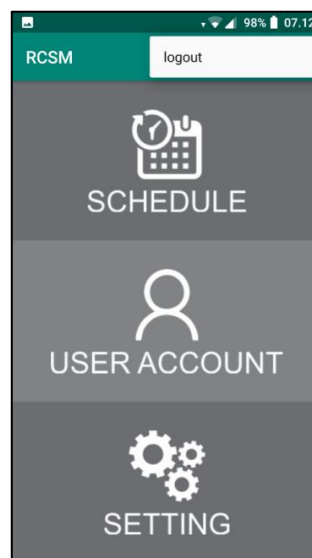 98% 07.12
RCSM logout
SCHEDULE
USER ACCOUNT
SETTING